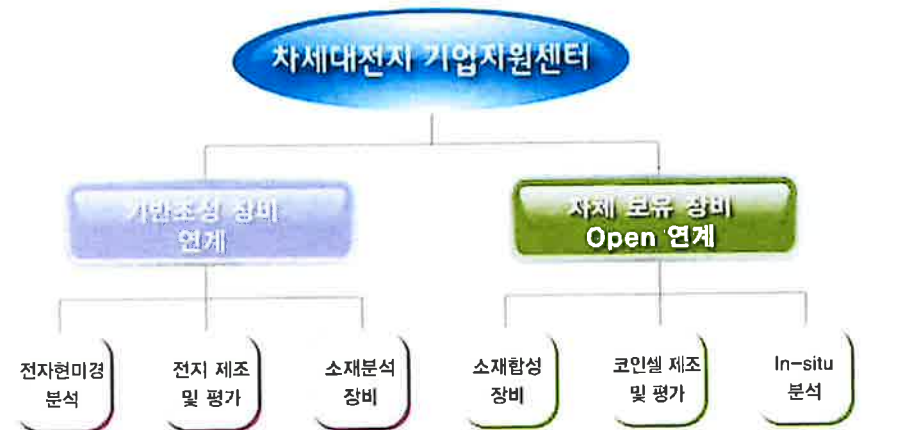 차세대전지 기업지원센터
기반조성 장비
연계
자체 보유 장비
Open 연계
전자현미경
분석
전지 제조
및 평가
소재분석
장비
소재합성
장비
코인셀 제조
및 평가
In-situ
분석